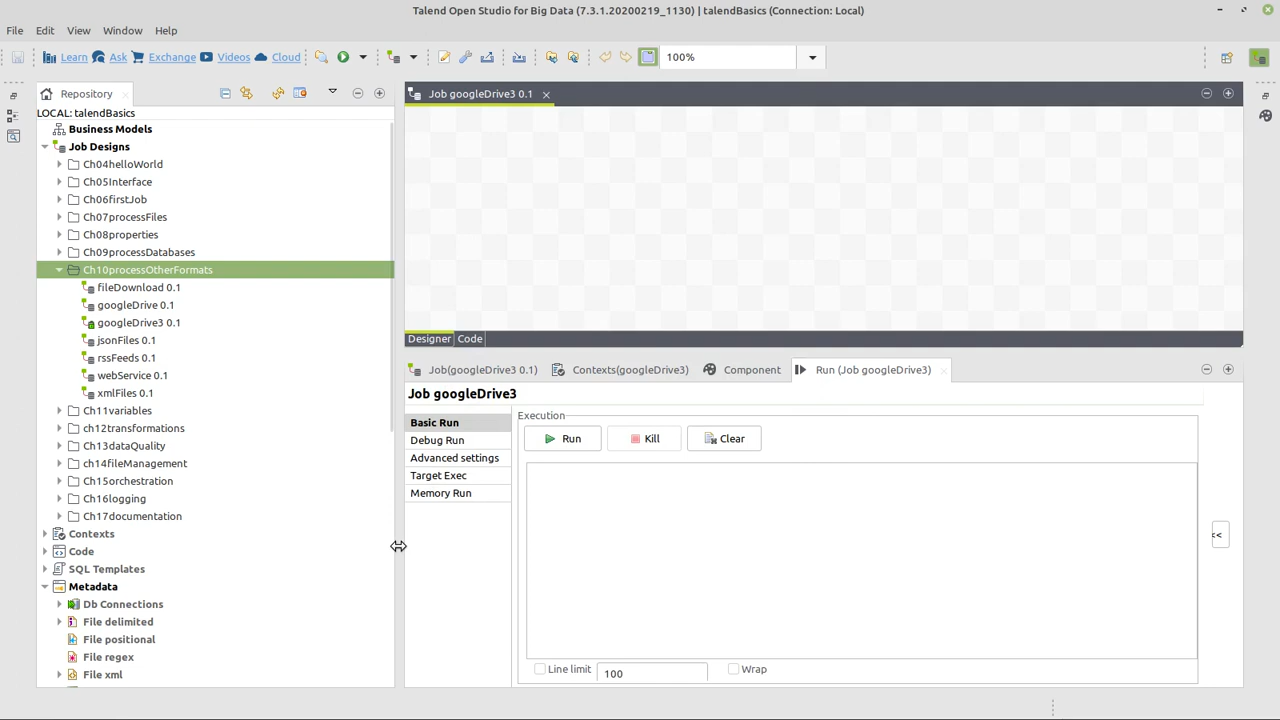 Talend Open Studio for Big Data (7.3.1.20200219_1130) | talendBasics (Connection: Local)
File Edit View Window Help
Learn Ask Exchange Videos Cloud 100%
Repository
LOCAL: talendBasics
Business Models
Job Designs
Ch04helloWorld
Ch05Interface
Ch06firstJob
Ch07processFiles
Ch08properties
Ch09processDatabases
Ch10processOtherFormats
fileDownload 0.1
googleDrive 0.1
googleDrive3 0.1
jsonFiles 0.1
rssFeeds 0.1
webService 0.1
xmlFiles 0.1
Ch11variables
ch12transformations
Ch13dataQuality
ch14fileManagement
Ch15orchestration
Ch16logging
Ch17documentation
Contexts
Code
SQL Templates
Metadata
Db Connections
File delimited
File positional
File regex
File xml
Job googleDrive3 0.1
Designer Code
Job(googleDrive3 0.1) Contexts(googleDrive3) Component Run (Job googleDrive3)
Job googleDrive3
Basic Run
Debug Run
Advanced settings
Target Exec
Memory Run
Execution
Run Kill Clear
<<
Line limit 100 Wrap